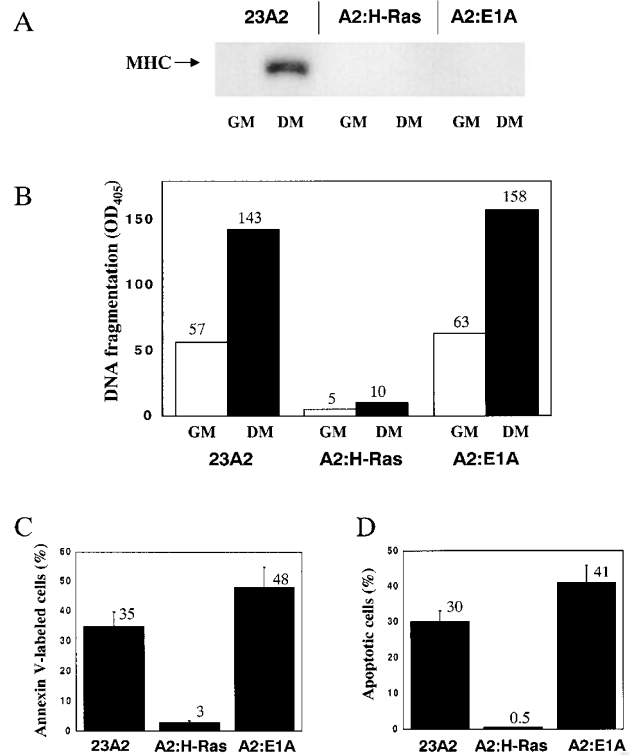 A
23A2 A2:H-Ras A2:E1A
MHC
GM DM GM DM GM DM
B
DNA fragmentation (OD405)
150
100
50
0
57
143
5
10
63
158
GM DM GM DM GM DM
23A2 A2:H-Ras A2:E1A
C
Annexin V-labeled cells (%)
60
50
40
30
20
10
0
35
3
48
23A2 A2:H-Ras A2:E1A
D
Apoptotic cells (%)
50
40
30
20
10
0
30
0.5
41
23A2 A2:H-Ras A2:E1A